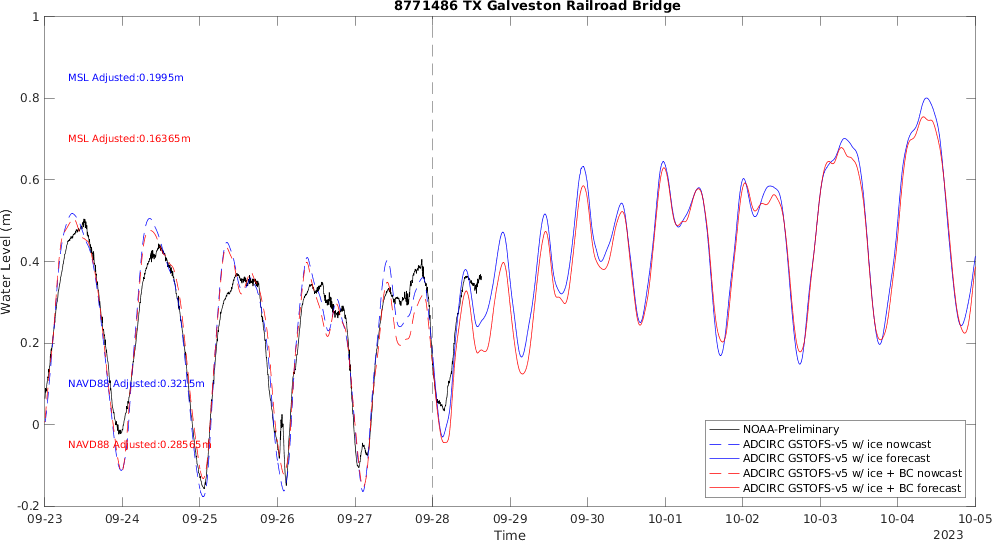 8771486 TX Galveston Railroad Bridge
1
0.8
0.6
0.4
0.2
0
-0.2
Water Level (m)
MSL Adjusted:0.1995m
MSL Adjusted:0.16365m
NAVD88 Adjusted:0.3215m
NAVD88 Adjusted:0.28565m
NOAA-Preliminary
ADCIRC GSTOFS-v5 w/ ice nowcast
ADCIRC GSTOFS-v5 w/ ice forecast
ADCIRC GSTOFS-v5 w/ice + BC nowcast
ADCIRC GSTOFS-v5 w/ ice + BC forecast
09-23 09-24 09-25 09-26 09-27 09-28 09-29 09-30 10-01 10-02 10-03 10-04 10-05
Time
2023